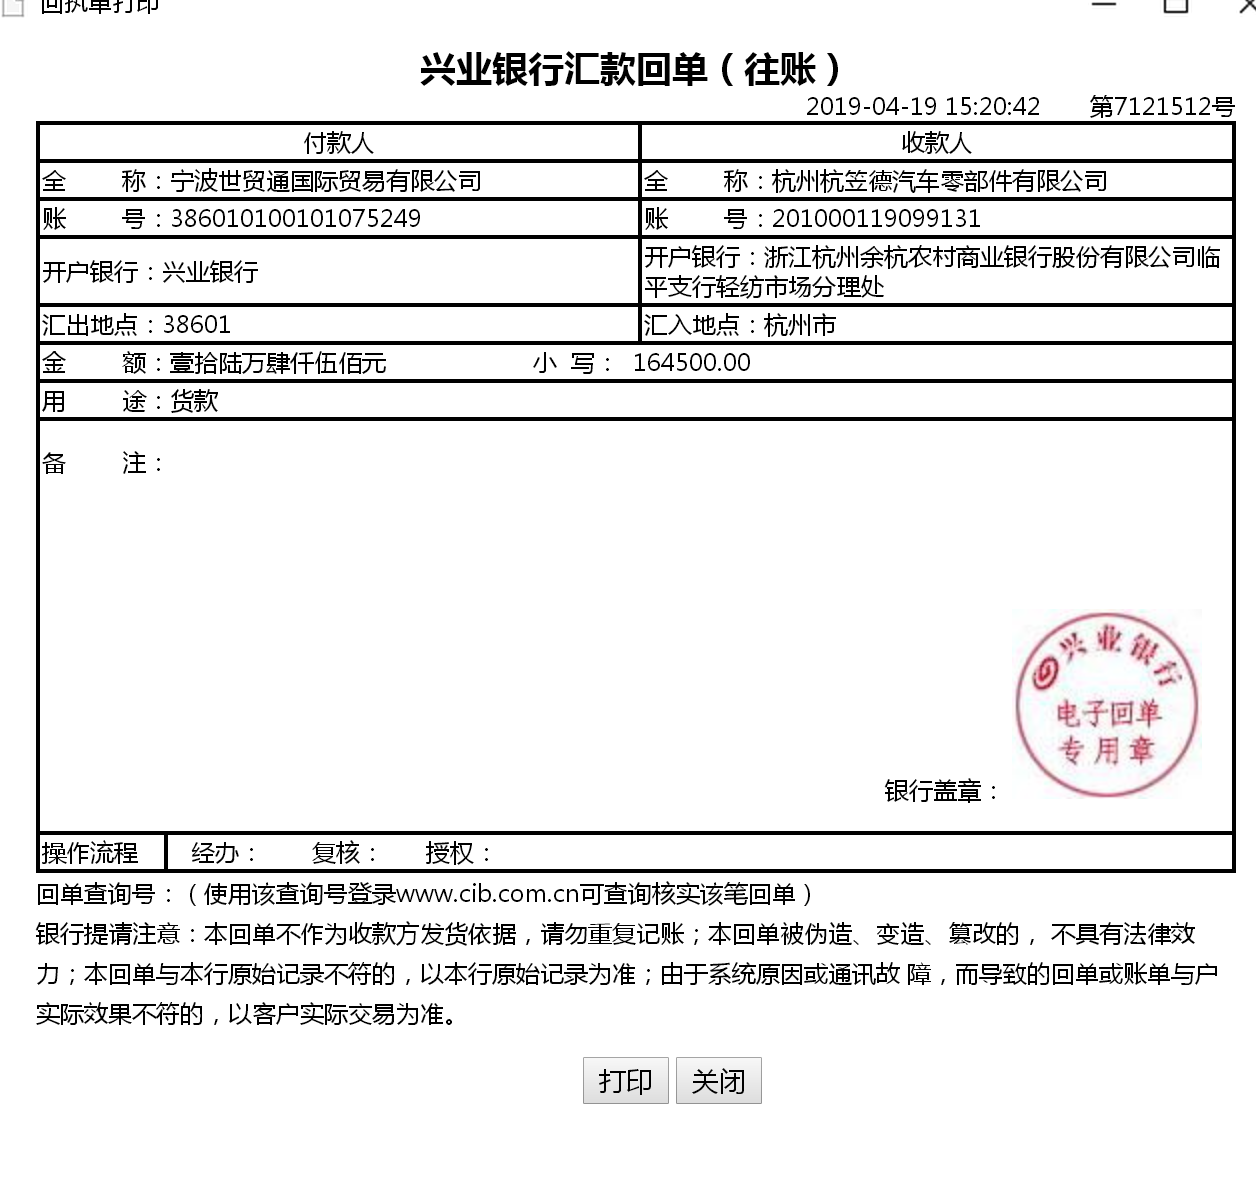 回执单打印
兴业银行汇款回单（往账）
2019-04-19 15:20:42 第7121512号
付款人 收款人
全 称：宁波世贸通国际贸易有限公司 全 称：杭州杭笠德汽车零部件有限公司
账 号：386010100101075249 账 号：201000119099131
开户银行：兴业银行 开户银行：浙江杭州余杭农村商业银行股份有限公司临
平支行轻纺市场分理处
汇出地点：38601 汇入地点：杭州市
金 额：壹拾陆万肆仟伍佰元 小 写： 164500.00
用 途：货款
备 注：
兴业银行
电子回单
专用章
银行盖章：
操作流程 经办： 复核： 授权：
回单查询号：（使用该查询号登录www.cib.com.cn可查询核实该笔回单）
银行提请注意：本回单不作为收款方发货依据，请勿重复记账；本回单被伪造、变造、篡改的， 不具有法律效
力；本回单与本行原始记录不符的，以本行原始记录为准；由于系统原因或通讯故 障，而导致的回单或账单与户
实际效果不符的，以客户实际交易为准。
打印 关闭